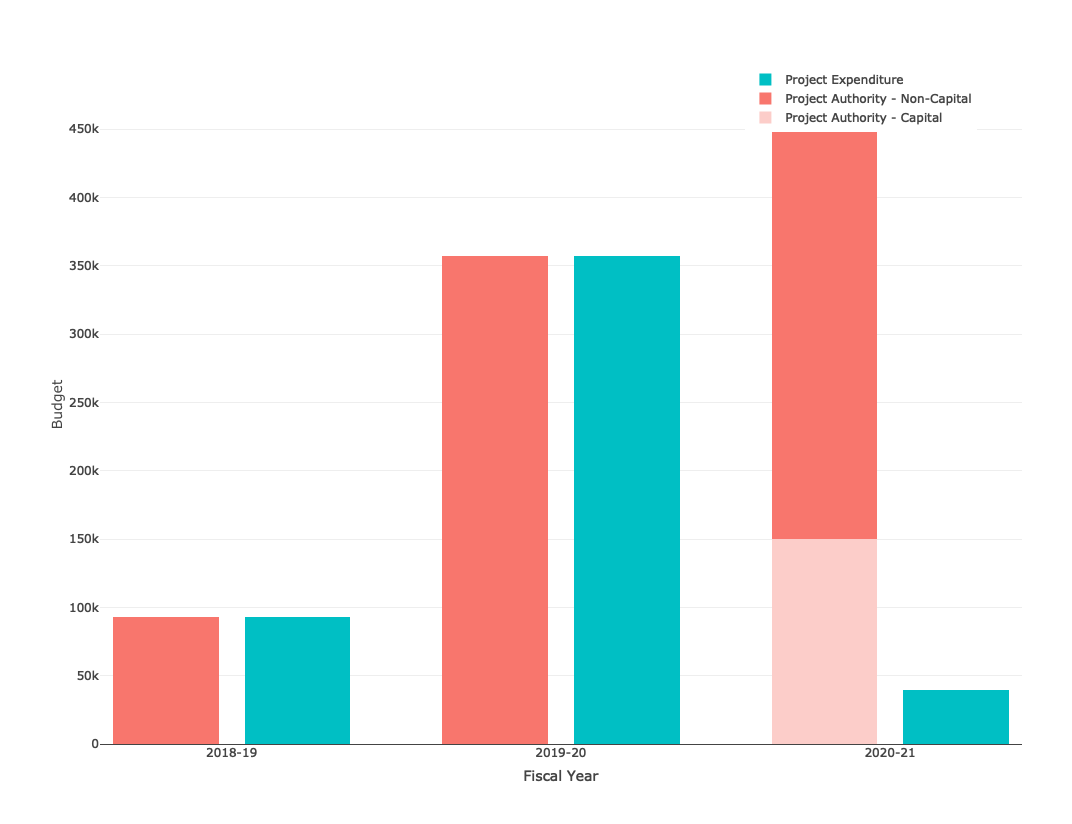 Project Expenditure
Project Authority - Non-Capital
Project Authority - Capital
450k
400k
350k
300k
250k
200k
150k
100k
50k
0
Budget
2018-19 2019-20 2020-21
Fiscal Year